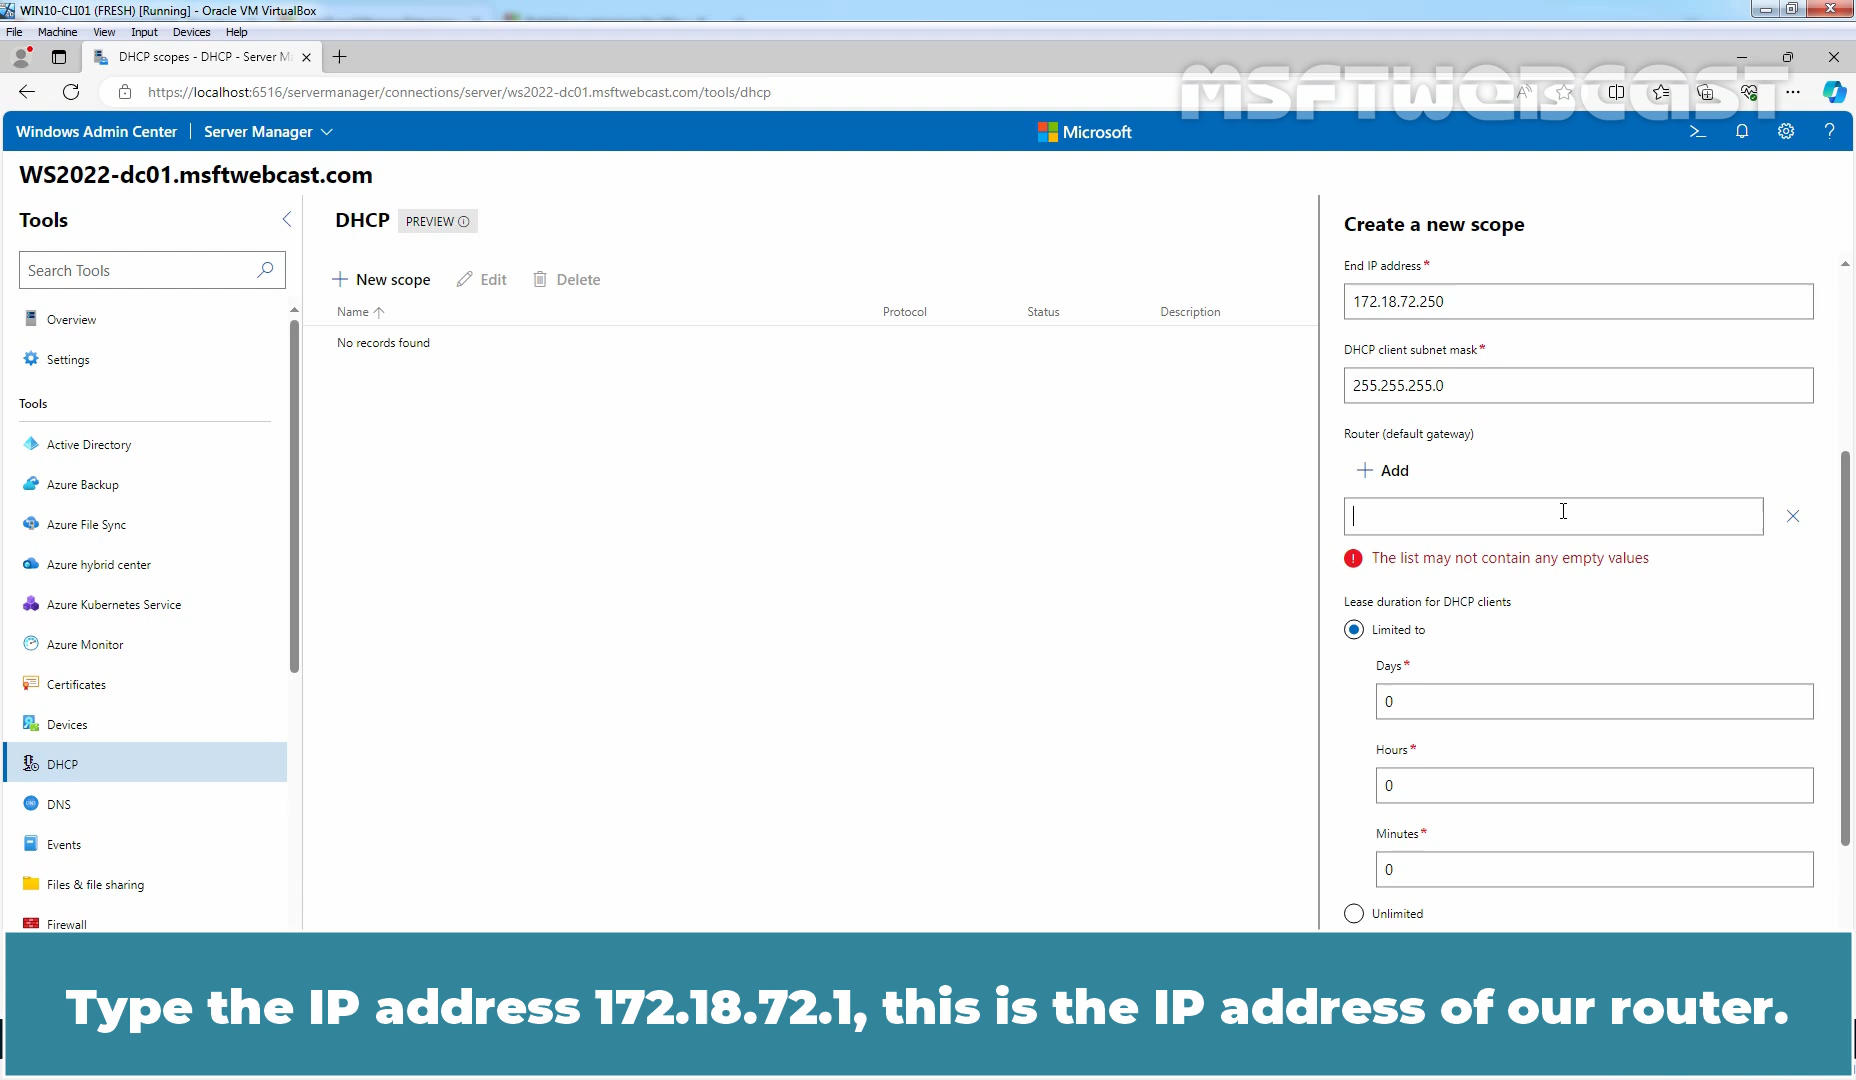 WIN10-CLI01 (FRESH) [Running] - Oracle VM VirtualBox
File Machine View Input Devices Help
DHCP scopes - DHCP - Server M
https://localhost:6516/servermanager/connections/server/ws2022-dc01.msftwebcast.com/tools/dhcp
MSFTWEBCAST
Windows Admin Center Server Manager Microsoft
WS2022-dc01.msftwebcast.com
Tools
Search Tools
Overview
Settings
Tools
Active Directory
Azure Backup
Azure File Sync
Azure hybrid center
Azure Kubernetes Service
Azure Monitor
Certificates
Devices
DHCP
DNS
Events
Files & file sharing
Firewall
DHCP PREVIEW
New scope Edit Delete
Name Protocol Status Description
No records found
Create a new scope
End IP address*
172.18.72.250
DHCP client subnet mask*
255.255.255.0
Router (default gateway)
Add
The list may not contain any empty values
Lease duration for DHCP clients
Limited to
Days*
0
Hours*
0
Minutes*
0
Unlimited
Type the IP address 172.18.72.1, this is the IP address of our router.